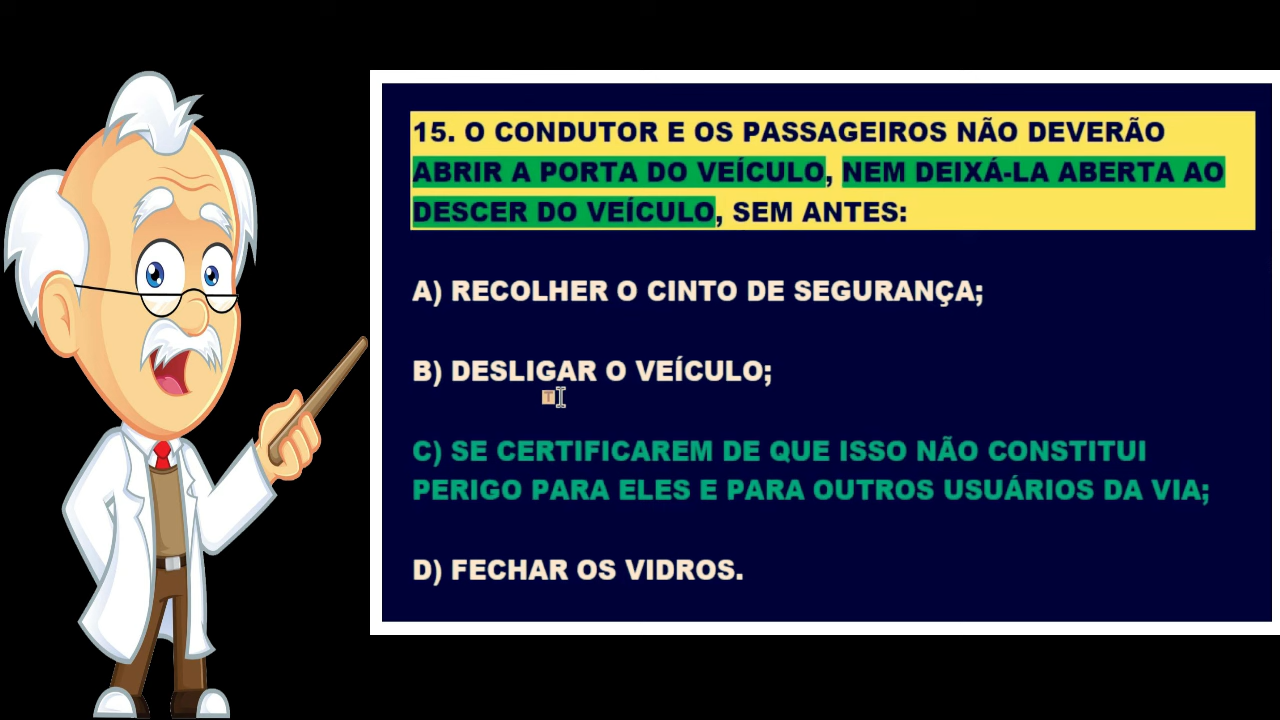 15. O CONDUTOR E OS PASSAGEIROS NÃO DEVERÃO
ABRIR A PORTA DO VEÍCULO, NEM DEIXÁ-LA ABERTA AO
DESCER DO VEÍCULO, SEM ANTES:
A) RECOLHER O CINTO DE SEGURANÇA;
B) DESLIGAR O VEÍCULO;
C) SE CERTIFICAREM DE QUE ISSO NÃO CONSTITUI
PERIGO PARA ELES E PARA OUTROS USUÁRIOS DA VIA;
D) FECHAR OS VIDROS.